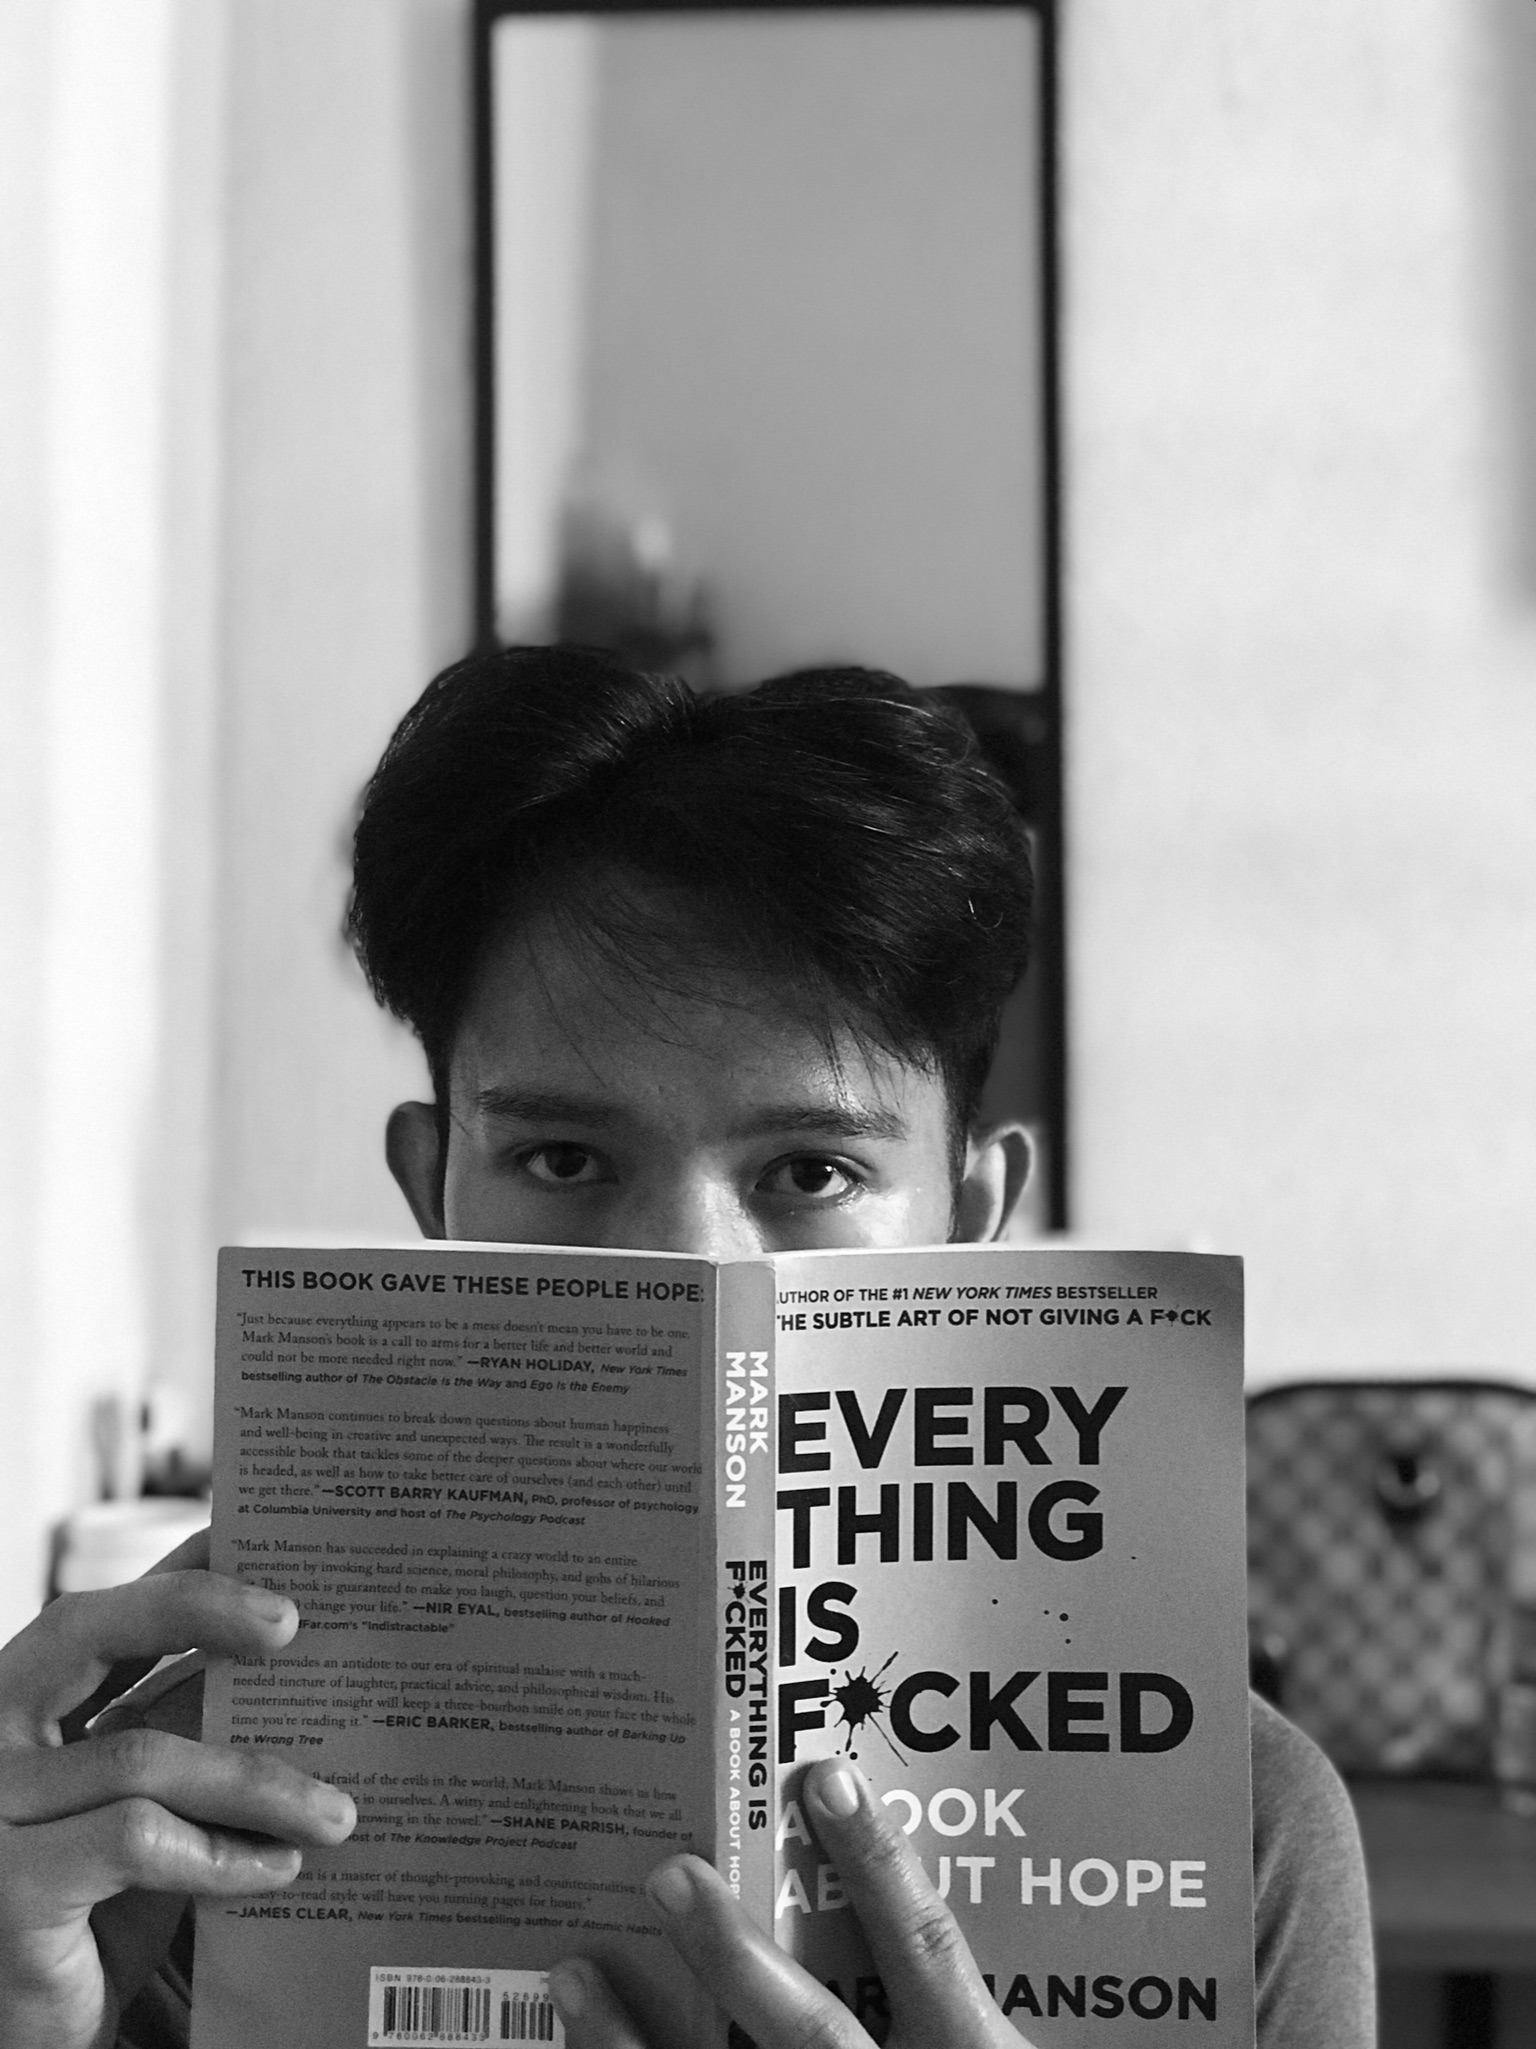 THIS BOOK GAVE THESE PEOPLE HOPE:
"Just because everything appears to be a mess doesn't mean you have to be one.
Mark Manson's book is a call to arms for a better life and better world and
could not be more needed right now." —RYAN HOLIDAY, New York Times
bestselling author of The Obstacle Is the Way and Ego Is the Enemy
"Mark Manson continues to break down questions about human happiness
and well-being in creative and unexpected ways. The result is a wonderfully
accessible book that tackles some of the deeper questions about where our world
is headed, as well as how to take better care of ourselves (and each other) until
we get there." —SCOTT BARRY KAUFMAN, PhD, professor of psychology
at Columbia University and host of The Psychology Podcast
"Mark Manson has succeeded in explaining a crazy world to an entire
generation by invoking hard science, moral philosophy, and gobs of hilarious
This book is guaranteed to make you laugh, question your beliefs, and
) change your life." —NIR EYAL, bestselling author of Hooked
dFar.com's "Indistractable"
"Mark provides an antidote to our era of spiritual malaise with a much-
needed tincture of laughter, practical advice, and philosophical wisdom. His
counterintuitive insight will keep a three-bourbon smile on your face the whole
time you're reading it." —ERIC BARKER, bestselling author of Barking Up
the Wrong Tree
afraid of the evils in the world, Mark Manson shows us how
in ourselves. A witty and enlightening book that we all
throwing in the towel." —SHANE PARRISH, founder of
host of The Knowledge Project Podcast
is a master of thought-provoking and counterintuitive
easy-to-read style will have you turning pages for hours."
—JAMES CLEAR, New York Times bestselling author of Atomic Habits
ISBN 978-0-06-288843-3
52699
9 780062 888433
MARK
MANSON
EVERYTHING IS
F*CKED
A BOOK ABOUT HOP
UTHOR OF THE #1 NEW YORK TIMES BESTSELLER
THE SUBTLE ART OF NOT GIVING A F*CK
EVERY
THING
IS
F*CKED
A OOK
AB UT HOPE
AR MANSON